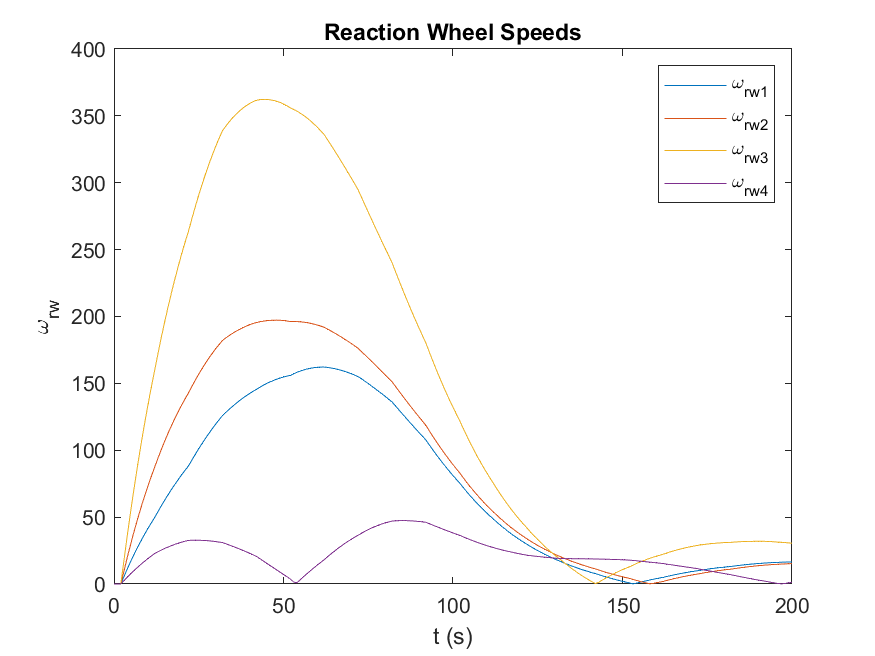 Reaction Wheel Speeds
400
350
300
250
200
150
100
50
0
ω_rw
ω_rw1
ω_rw2
ω_rw3
ω_rw4
0 50 100 150 200
t (s)